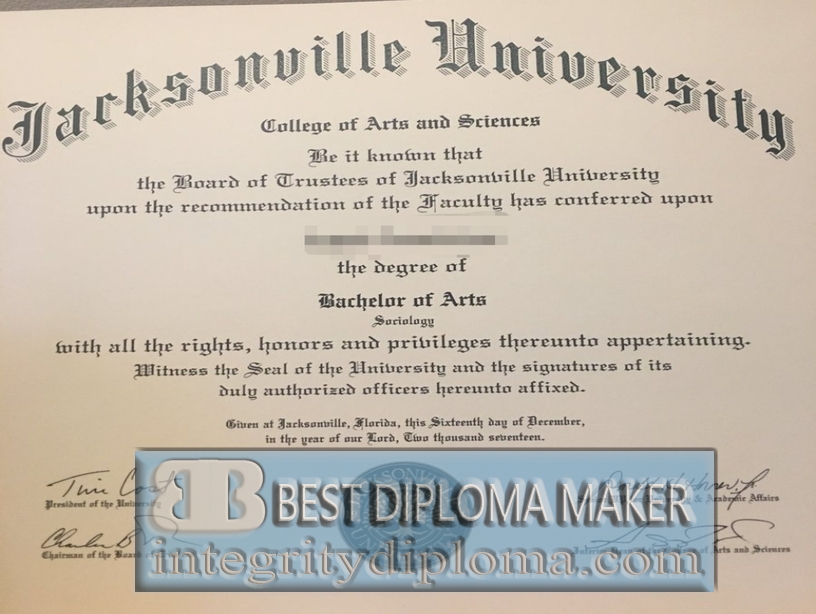 Jacksonville University
College of Arts and Sciences
Be it known that
the Board of Trustees of Jacksonville University
upon the recommendation of the Faculty has conferred upon
the degree of
Bachelor of Arts
Sociology
with all the rights, honors and privileges thereunto appertaining.
Witness the Seal of the University and the signatures of its
duly authorized officers hereunto affixed.
Given at Jacksonville, Florida, this Sixteenth day of December,
in the year of our Lord, Two thousand seventeen.
Tim Cost
President of the University
& Academic Affairs
Chairman of the Board
of Arts and Sciences
BEST DIPLOMA MAKER
integritydiploma.com